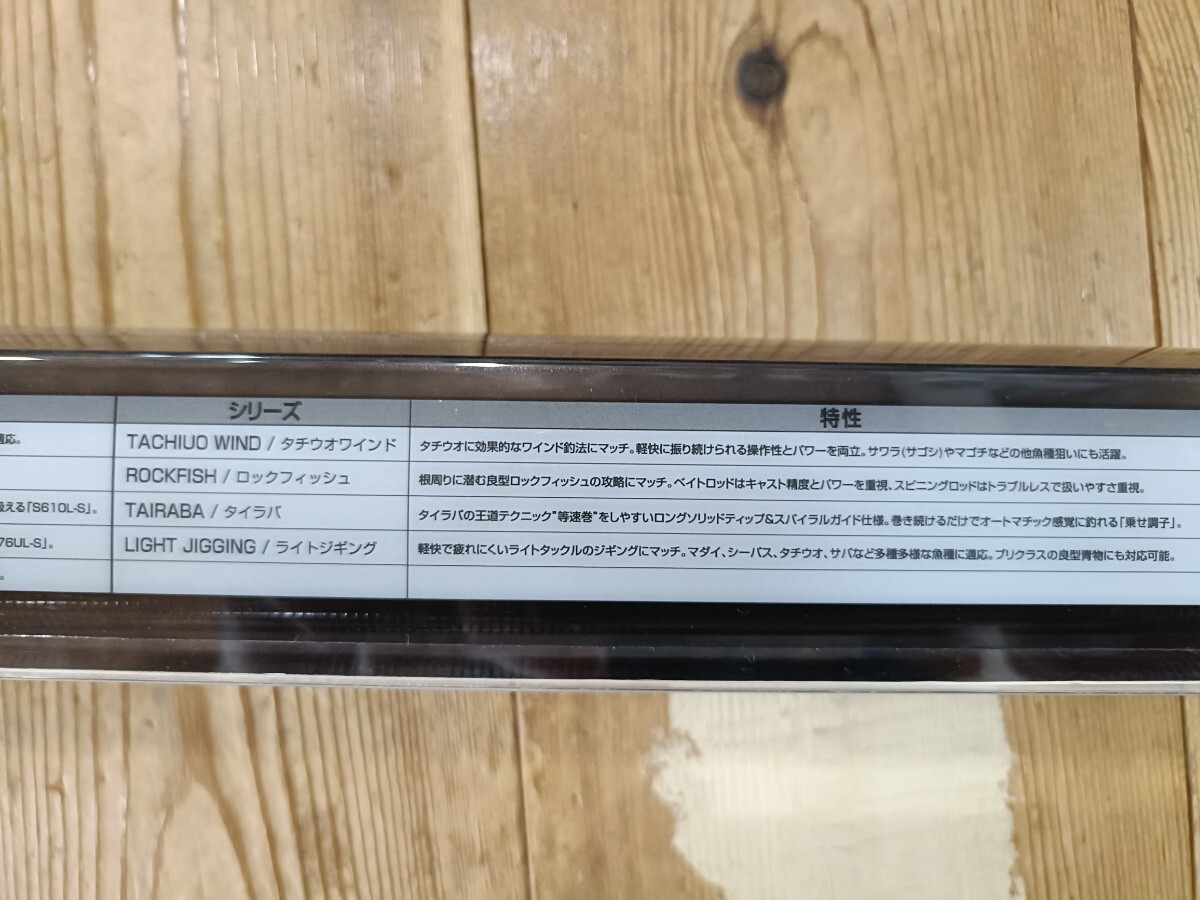 シリーズ 特性
応。 TACHIUO WIND / タチウオワインド タチウオに効果的なワインド釣法にマッチ。軽快に振り続けられる操作性とパワーを両立。サワラ(サゴシ)やマゴチなどの他魚種狙いにも活躍。
ROCKFISH / ロックフィッシュ 根周りに潜む良型ロックフィッシュの攻略にマッチ。ベイトロッドはキャスト精度とパワーを重視、スピニングロッドはトラブルレスで扱いやすさ重視。
える「S610L-S」。 TAIRABA / タイラバ タイラバの王道テクニック"等速巻"をしやすいロングソリッドティップ&スパイラルガイド仕様。巻き続けるだけでオートマチック感覚に釣れる「乗せ調子」。
76UL-S」。 LIGHT JIGGING / ライトジギング 軽快で疲れにくいライトタックルのジギングにマッチ。マダイ、シーバス、タチウオ、サバなど多種多様な魚種に適応。ブリクラスの良型青物にも対応可能。